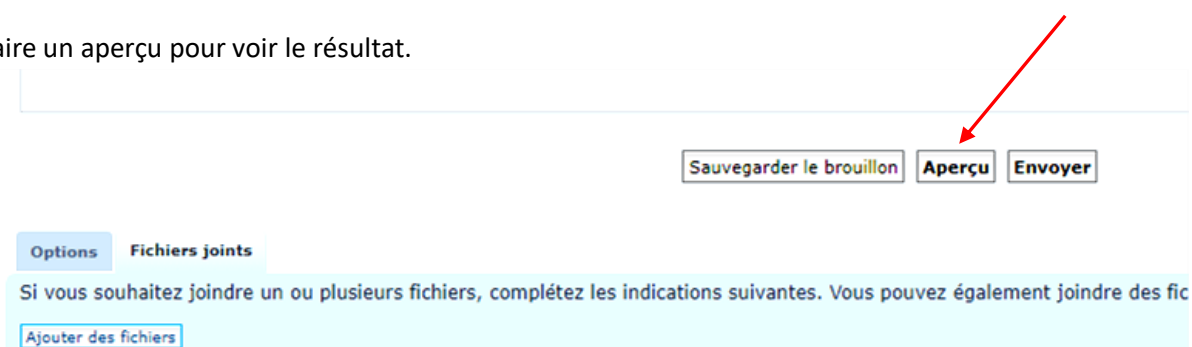 aire un aperçu pour voir le résultat.
Sauvegarder le brouillon Aperçu Envoyer
Options Fichiers joints
Si vous souhaitez joindre un ou plusieurs fichiers, complétez les indications suivantes. Vous pouvez également joindre des fic
Ajouter des fichiers